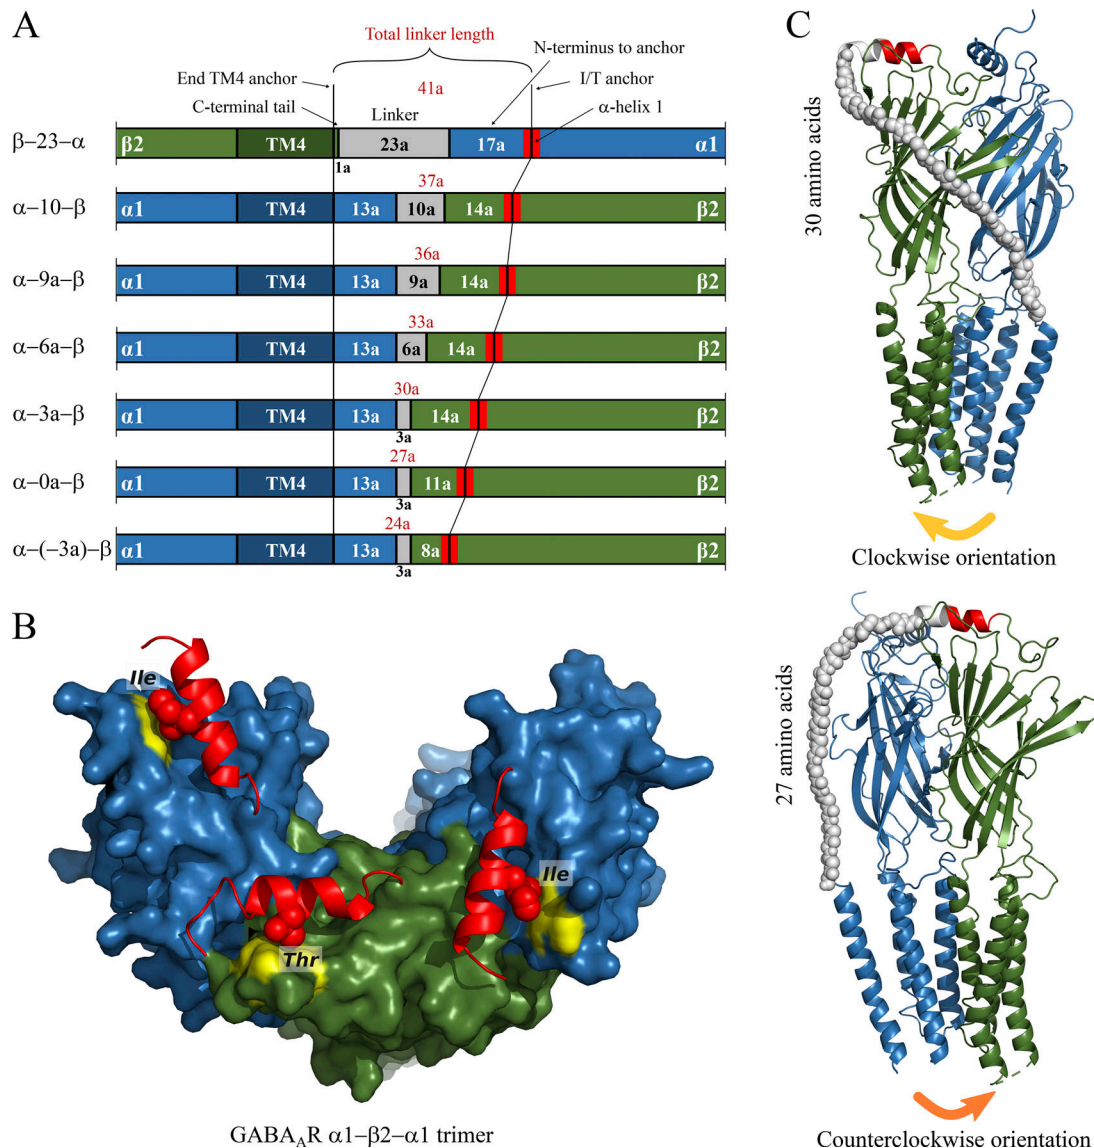 A
Total linker length
N-terminus to anchor
End TM4 anchor
I/T anchor
41a
C-terminal tail
α-helix 1
Linker
β–23–α
β2
TM4
23a
17a
α1
1a
37a
α–10–β
α1
TM4
13a
10a
14a
β2
36a
α–9a–β
α1
TM4
13a
9a
14a
β2
33a
α–6a–β
α1
TM4
13a
6a
14a
β2
30a
α–3a–β
α1
TM4
13a
14a
β2
3a
27a
α–0a–β
α1
TM4
13a
11a
β2
3a
24a
α–(−3a)–β
α1
TM4
13a
8a
β2
3a
B
Ile
Ile
Thr
GABAAR α1–β2–α1 trimer
C
30 amino acids
Clockwise orientation
27 amino acids
Counterclockwise orientation